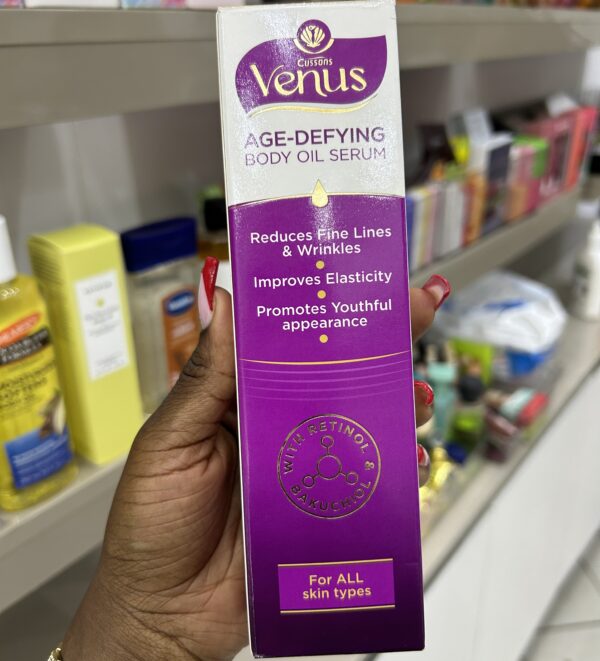 Cussons
Venus
AGE-DEFYING
BODY OIL SERUM
Reduces Fine Lines
& Wrinkles
Improves Elasticity
Promotes Youthful
appearance
WITH RETINOL &
BAKUCHIOL
For ALL
skin types